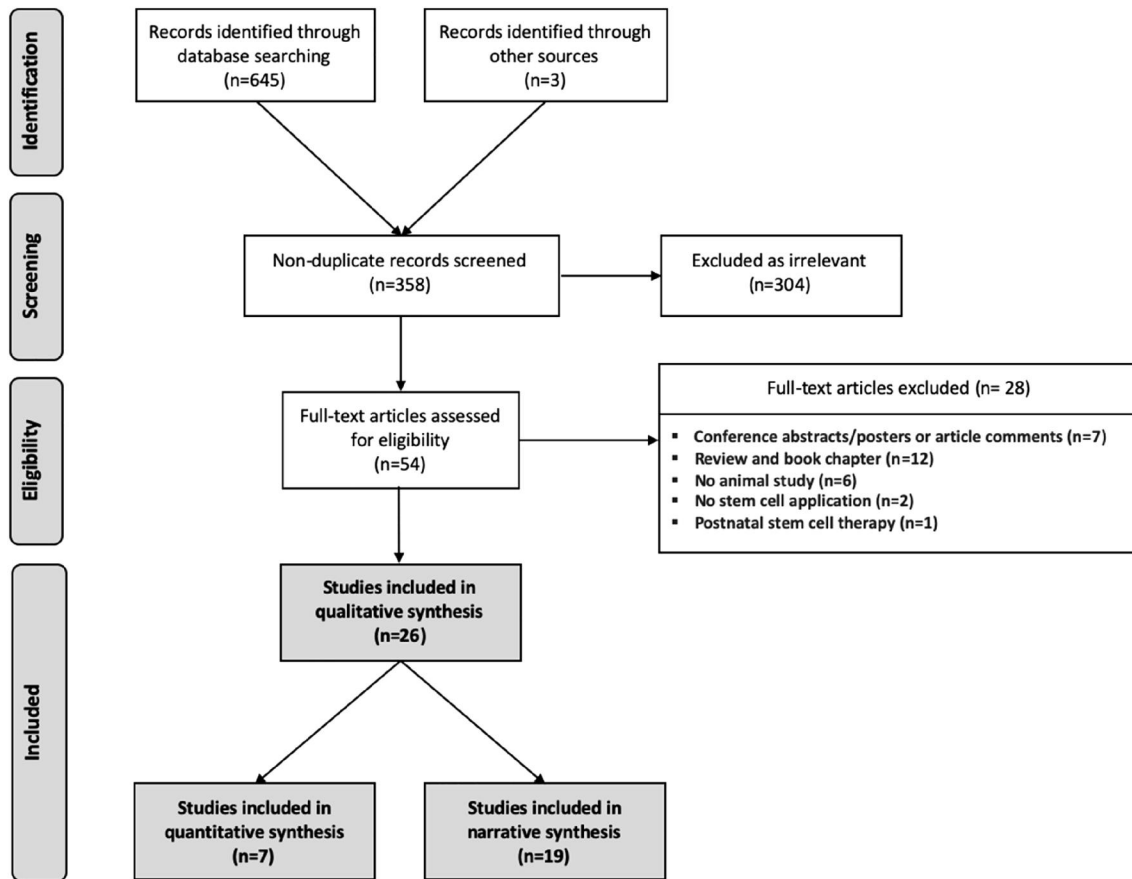 Identification
Records identified through
database searching
(n=645)
Records identified through
other sources
(n=3)
Screening
Non-duplicate records screened
(n=358)
Excluded as irrelevant
(n=304)
Eligibility
Full-text articles assessed
for eligibility
(n=54)
Full-text articles excluded (n= 28)
▪ Conference abstracts/posters or article comments (n=7)
▪ Review and book chapter (n=12)
▪ No animal study (n=6)
▪ No stem cell application (n=2)
▪ Postnatal stem cell therapy (n=1)
Included
Studies included in
qualitative synthesis
(n=26)
Studies included in
quantitative synthesis
(n=7)
Studies included in
narrative synthesis
(n=19)